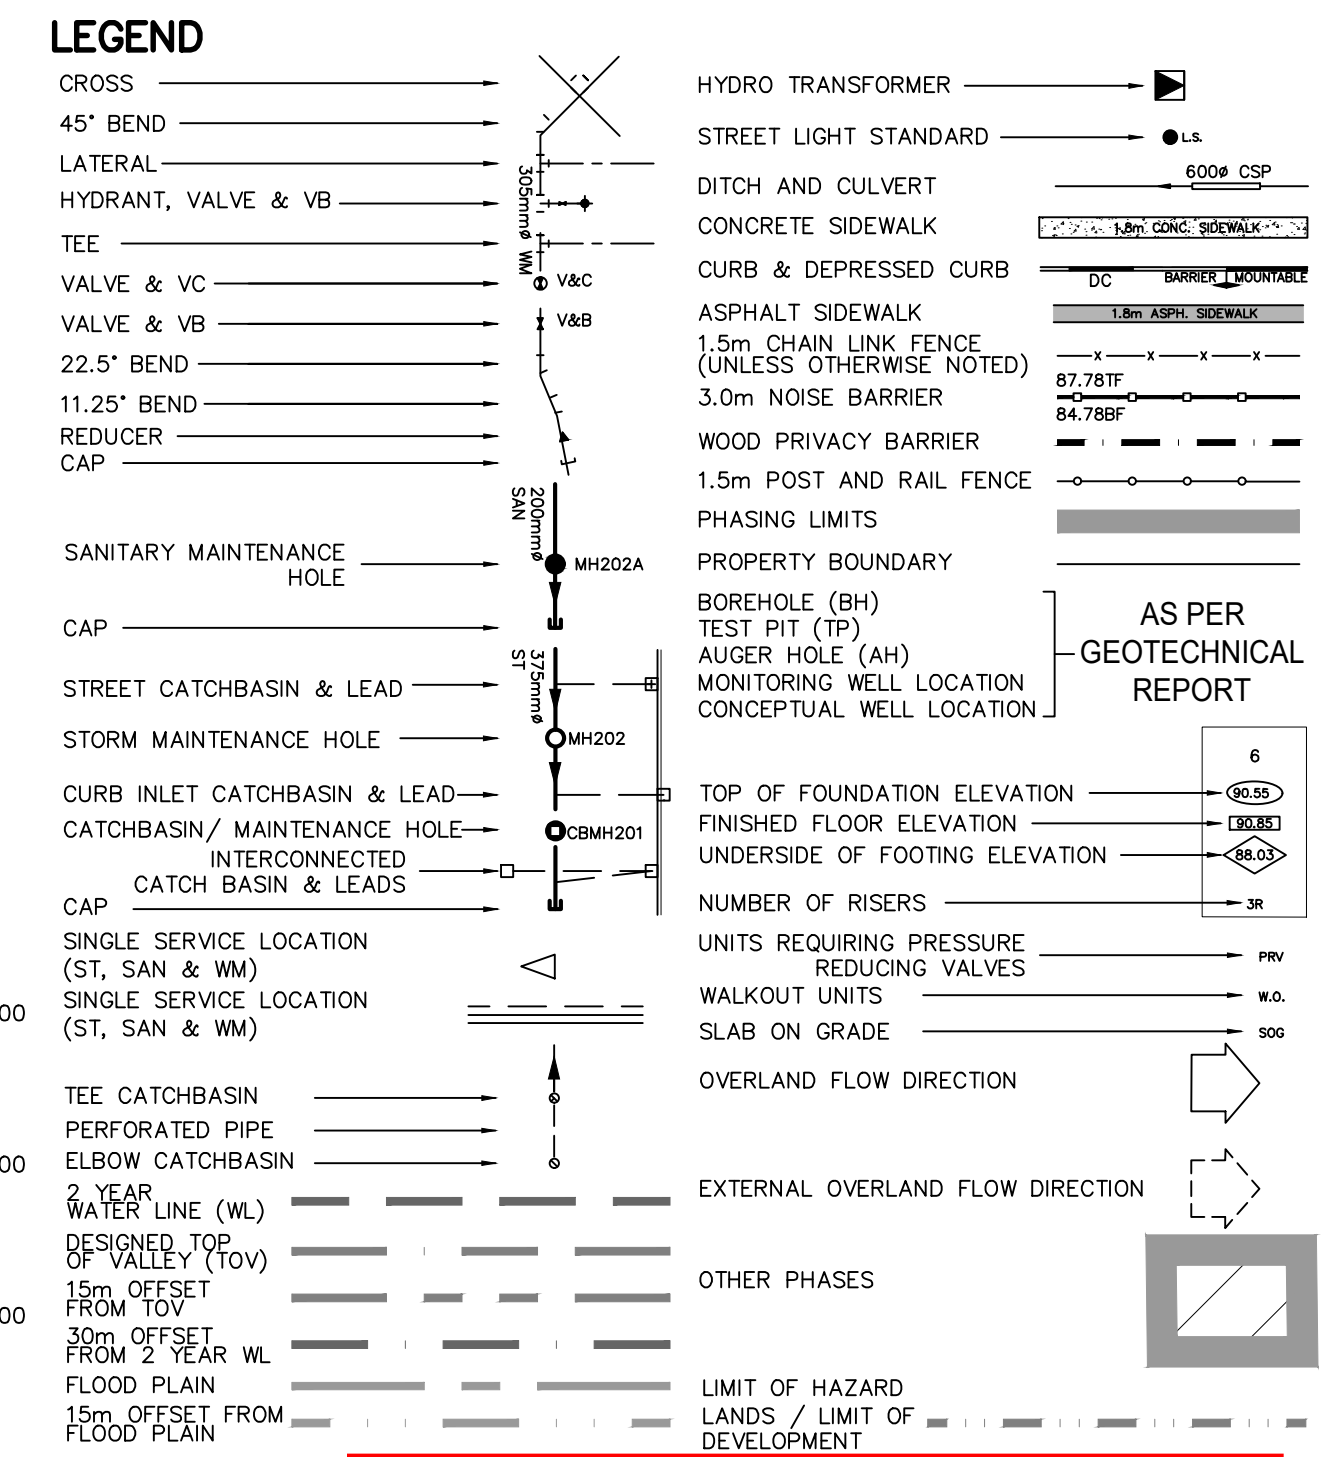 LEGEND
CROSS
45° BEND
LATERAL
HYDRANT, VALVE & VB
TEE
VALVE & VC
VALVE & VB
22.5° BEND
11.25° BEND
REDUCER
CAP
305mmø WM
V&C
V&B
SANITARY MAINTENANCE
HOLE
200mmø
SAN
MH202A
CAP
STREET CATCHBASIN & LEAD
375mmø
ST
STORM MAINTENANCE HOLE
MH202
CURB INLET CATCHBASIN & LEAD
CATCHBASIN/ MAINTENANCE HOLE
CBMH201
INTERCONNECTED
CATCH BASIN & LEADS
CAP
SINGLE SERVICE LOCATION
(ST, SAN & WM)
SINGLE SERVICE LOCATION
(ST, SAN & WM)
00
TEE CATCHBASIN
PERFORATED PIPE
ELBOW CATCHBASIN
00
2 YEAR
WATER LINE (WL)
DESIGNED TOP
OF VALLEY (TOV)
15m OFFSET
FROM TOV
00
30m OFFSET
FROM 2 YEAR WL
FLOOD PLAIN
15m OFFSET FROM
FLOOD PLAIN
HYDRO TRANSFORMER
STREET LIGHT STANDARD
L.S.
DITCH AND CULVERT
600ø CSP
CONCRETE SIDEWALK
1.8m CONC. SIDEWALK
CURB & DEPRESSED CURB
DC
BARRIER
MOUNTABLE
ASPHALT SIDEWALK
1.8m ASPH. SIDEWALK
1.5m CHAIN LINK FENCE
(UNLESS OTHERWISE NOTED)
x x x x
3.0m NOISE BARRIER
87.78TF
84.78BF
WOOD PRIVACY BARRIER
1.5m POST AND RAIL FENCE
PHASING LIMITS
PROPERTY BOUNDARY
BOREHOLE (BH)
TEST PIT (TP)
AUGER HOLE (AH)
MONITORING WELL LOCATION
CONCEPTUAL WELL LOCATION
AS PER
GEOTECHNICAL
REPORT
6
TOP OF FOUNDATION ELEVATION
90.55
FINISHED FLOOR ELEVATION
90.85
UNDERSIDE OF FOOTING ELEVATION
88.03
NUMBER OF RISERS
3R
UNITS REQUIRING PRESSURE
REDUCING VALVES
PRV
WALKOUT UNITS
W.O.
SLAB ON GRADE
SOG
OVERLAND FLOW DIRECTION
EXTERNAL OVERLAND FLOW DIRECTION
OTHER PHASES
LIMIT OF HAZARD
LANDS / LIMIT OF
DEVELOPMENT